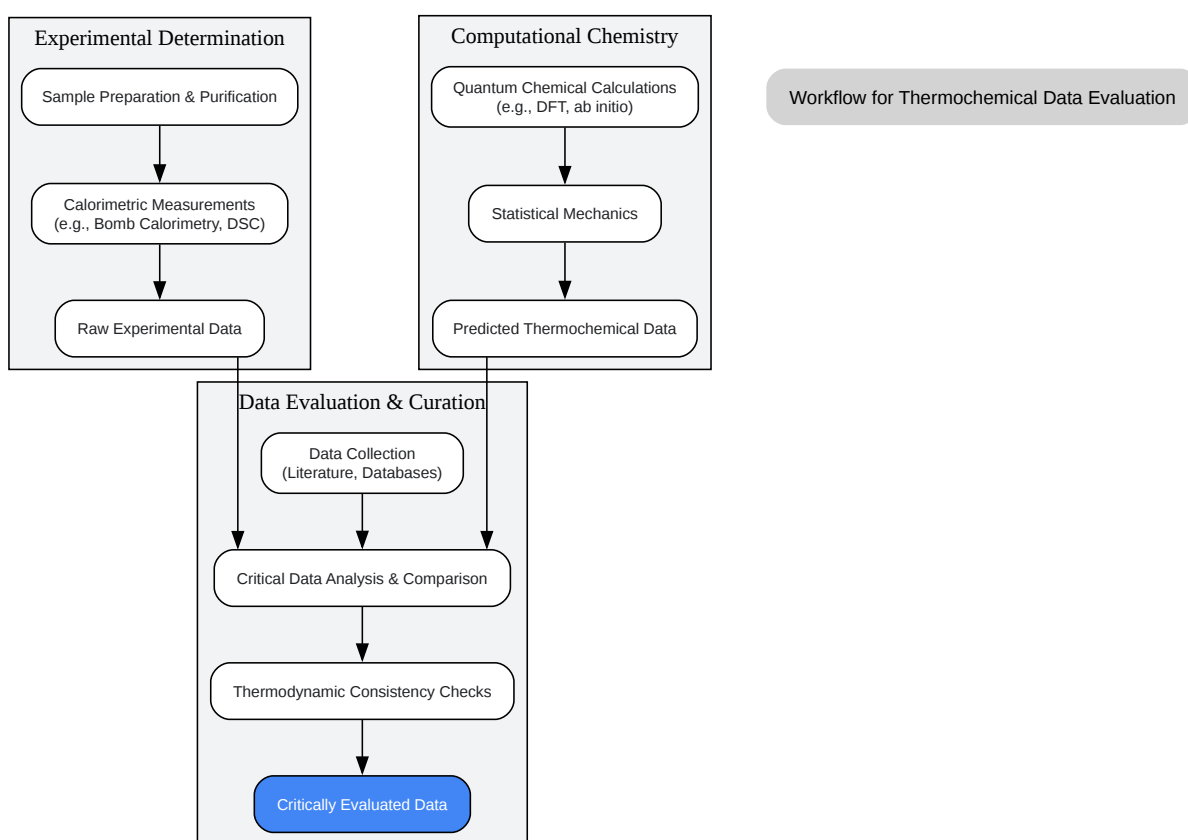 Experimental Determination
Sample Preparation & Purification
Calorimetric Measurements
(e.g., Bomb Calorimetry, DSC)
Raw Experimental Data
Computational Chemistry
Quantum Chemical Calculations
(e.g., DFT, ab initio)
Statistical Mechanics
Predicted Thermochemical Data
Workflow for Thermochemical Data Evaluation
Data Evaluation & Curation
Data Collection
(Literature, Databases)
Critical Data Analysis & Comparison
Thermodynamic Consistency Checks
Critically Evaluated Data